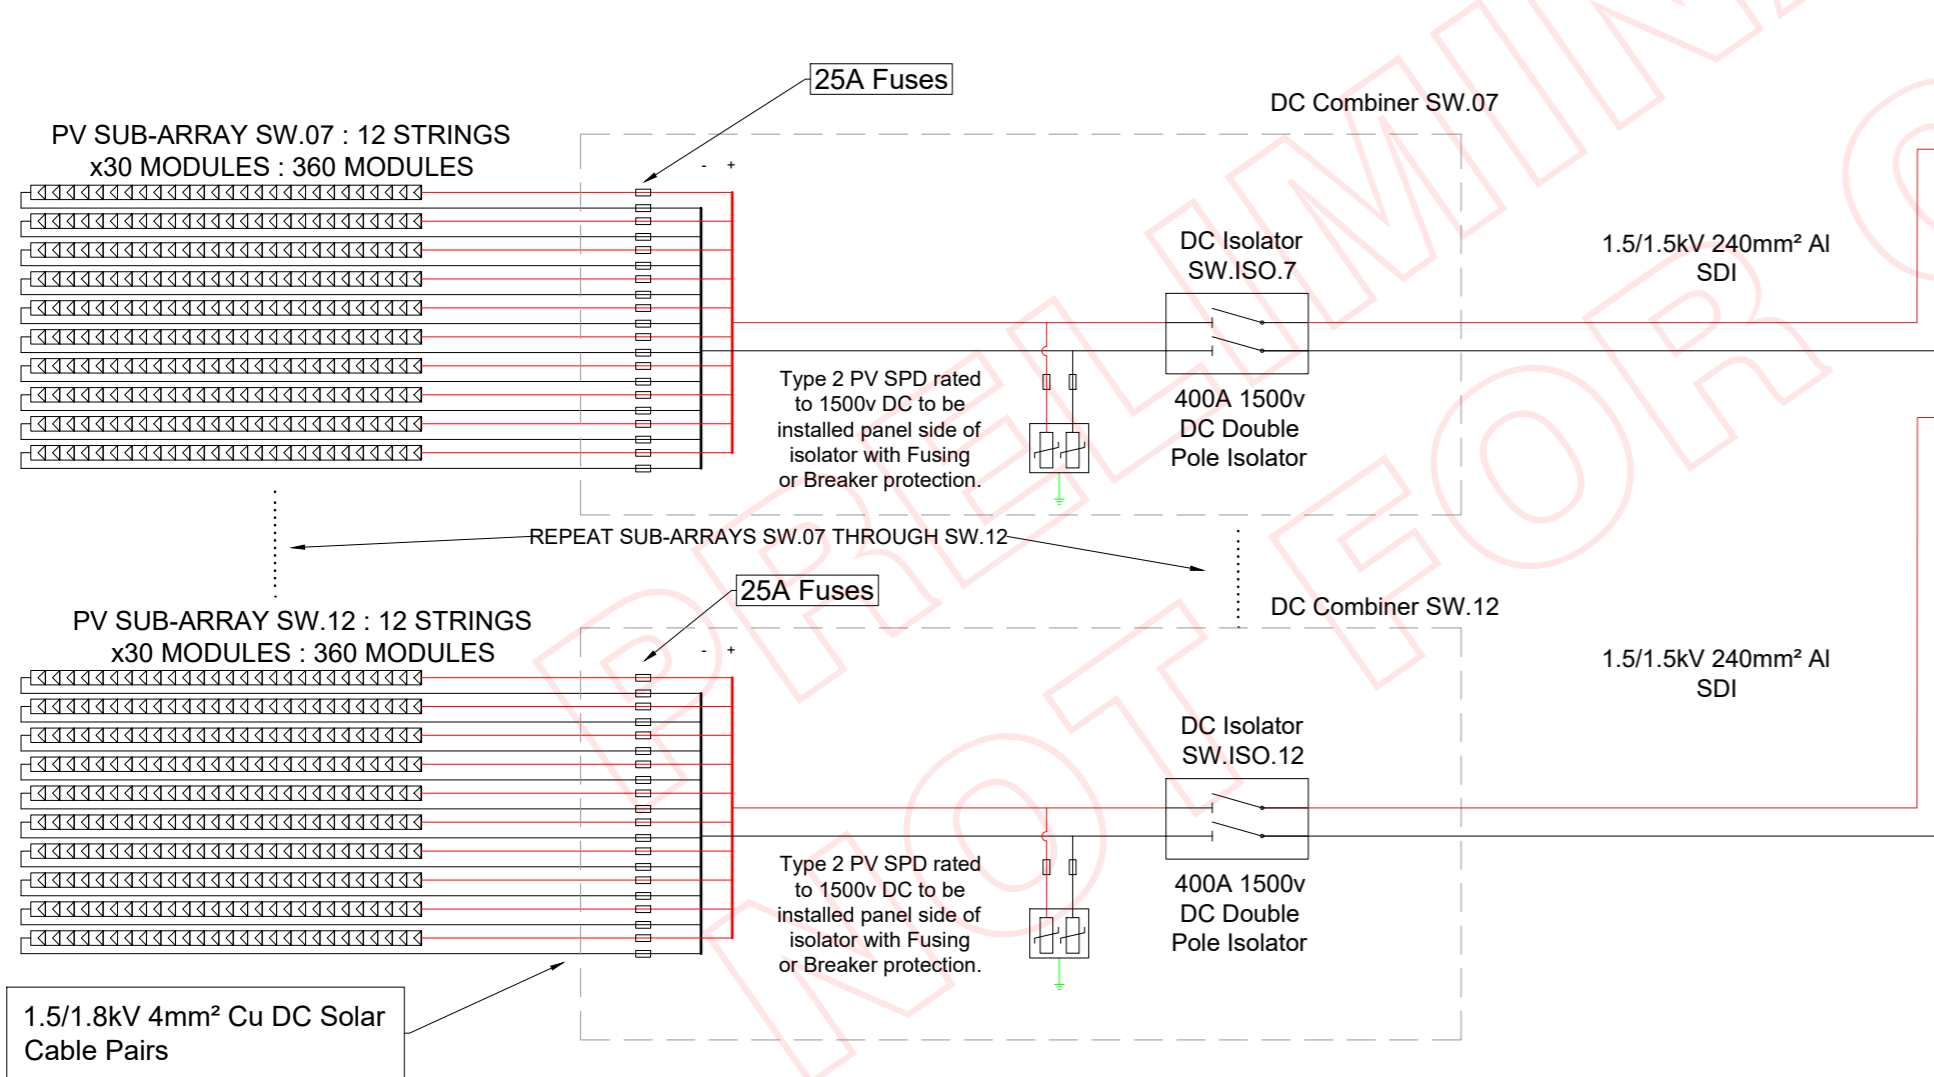 25A Fuses
DC Combiner SW.07
PV SUB-ARRAY SW.07 : 12 STRINGS
x30 MODULES : 360 MODULES
- +
DC Isolator
SW.ISO.7
1.5/1.5kV 240mm² Al
SDI
Type 2 PV SPD rated
to 1500v DC to be
installed panel side of
isolator with Fusing
or Breaker protection.
400A 1500v
DC Double
Pole Isolator
REPEAT SUB-ARRAYS SW.07 THROUGH SW.12
25A Fuses
DC Combiner SW.12
PV SUB-ARRAY SW.12 : 12 STRINGS
x30 MODULES : 360 MODULES
- +
DC Isolator
SW.ISO.12
1.5/1.5kV 240mm² Al
SDI
Type 2 PV SPD rated
to 1500v DC to be
installed panel side of
isolator with Fusing
or Breaker protection.
400A 1500v
DC Double
Pole Isolator
1.5/1.8kV 4mm² Cu DC Solar
Cable Pairs
PRELIMINA
NOT FOR C